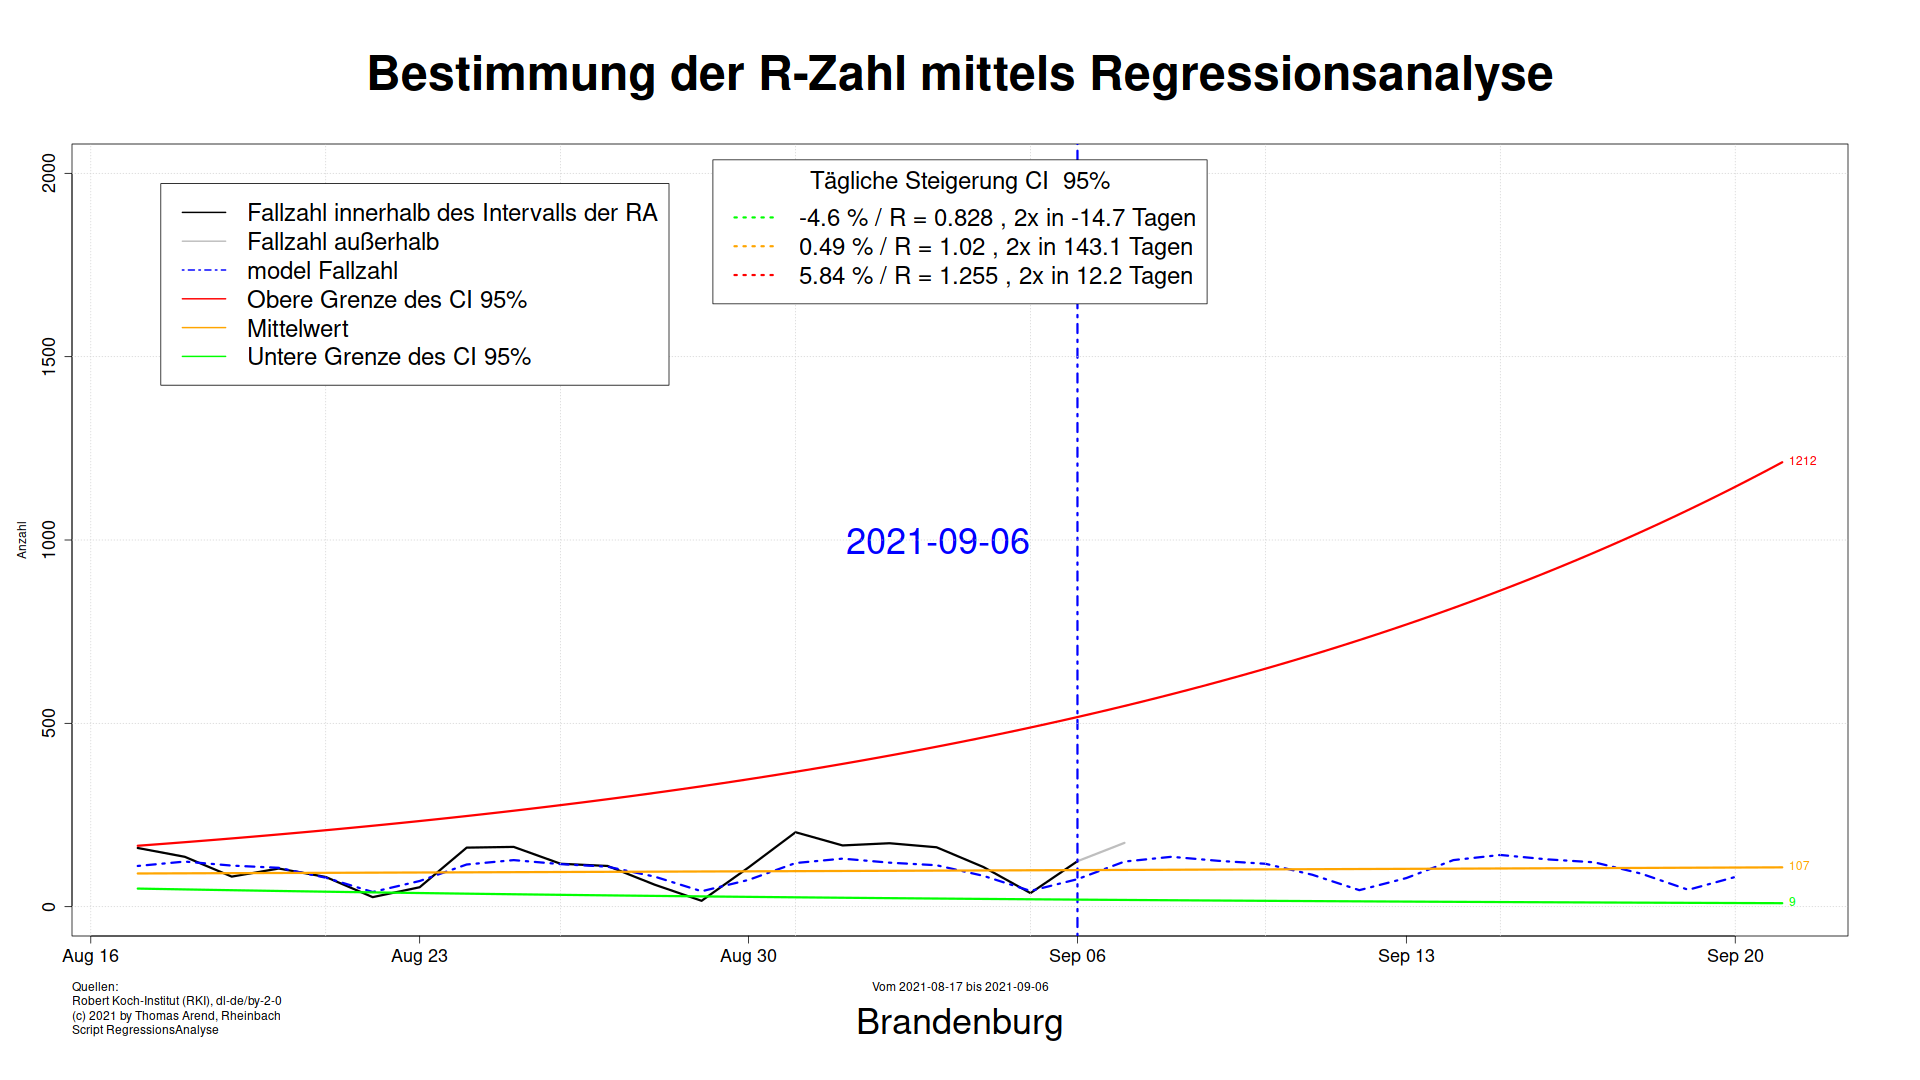 Bestimmung der R-Zahl mittels Regressionsanalyse
Tägliche Steigerung CI  95%
-4.6 % / R = 0.828 , 2x in -14.7 Tagen
0.49 % / R = 1.02 , 2x in 143.1 Tagen
5.84 % / R = 1.255 , 2x in 12.2 Tagen
Fallzahl innerhalb des Intervalls der RA
Fallzahl außerhalb
model Fallzahl
Obere Grenze des CI 95%
Mittelwert
Untere Grenze des CI 95%
2000
1500
1000
500
0
Anzahl
2021-09-06
1212
107
9
Aug 16
Aug 23
Aug 30
Sep 06
Sep 13
Sep 20
Quellen:
Robert Koch-Institut (RKI), dl-de/by-2-0
(c) 2021 by Thomas Arend, Rheinbach
Script RegressionsAnalyse
Vom 2021-08-17 bis 2021-09-06
Brandenburg